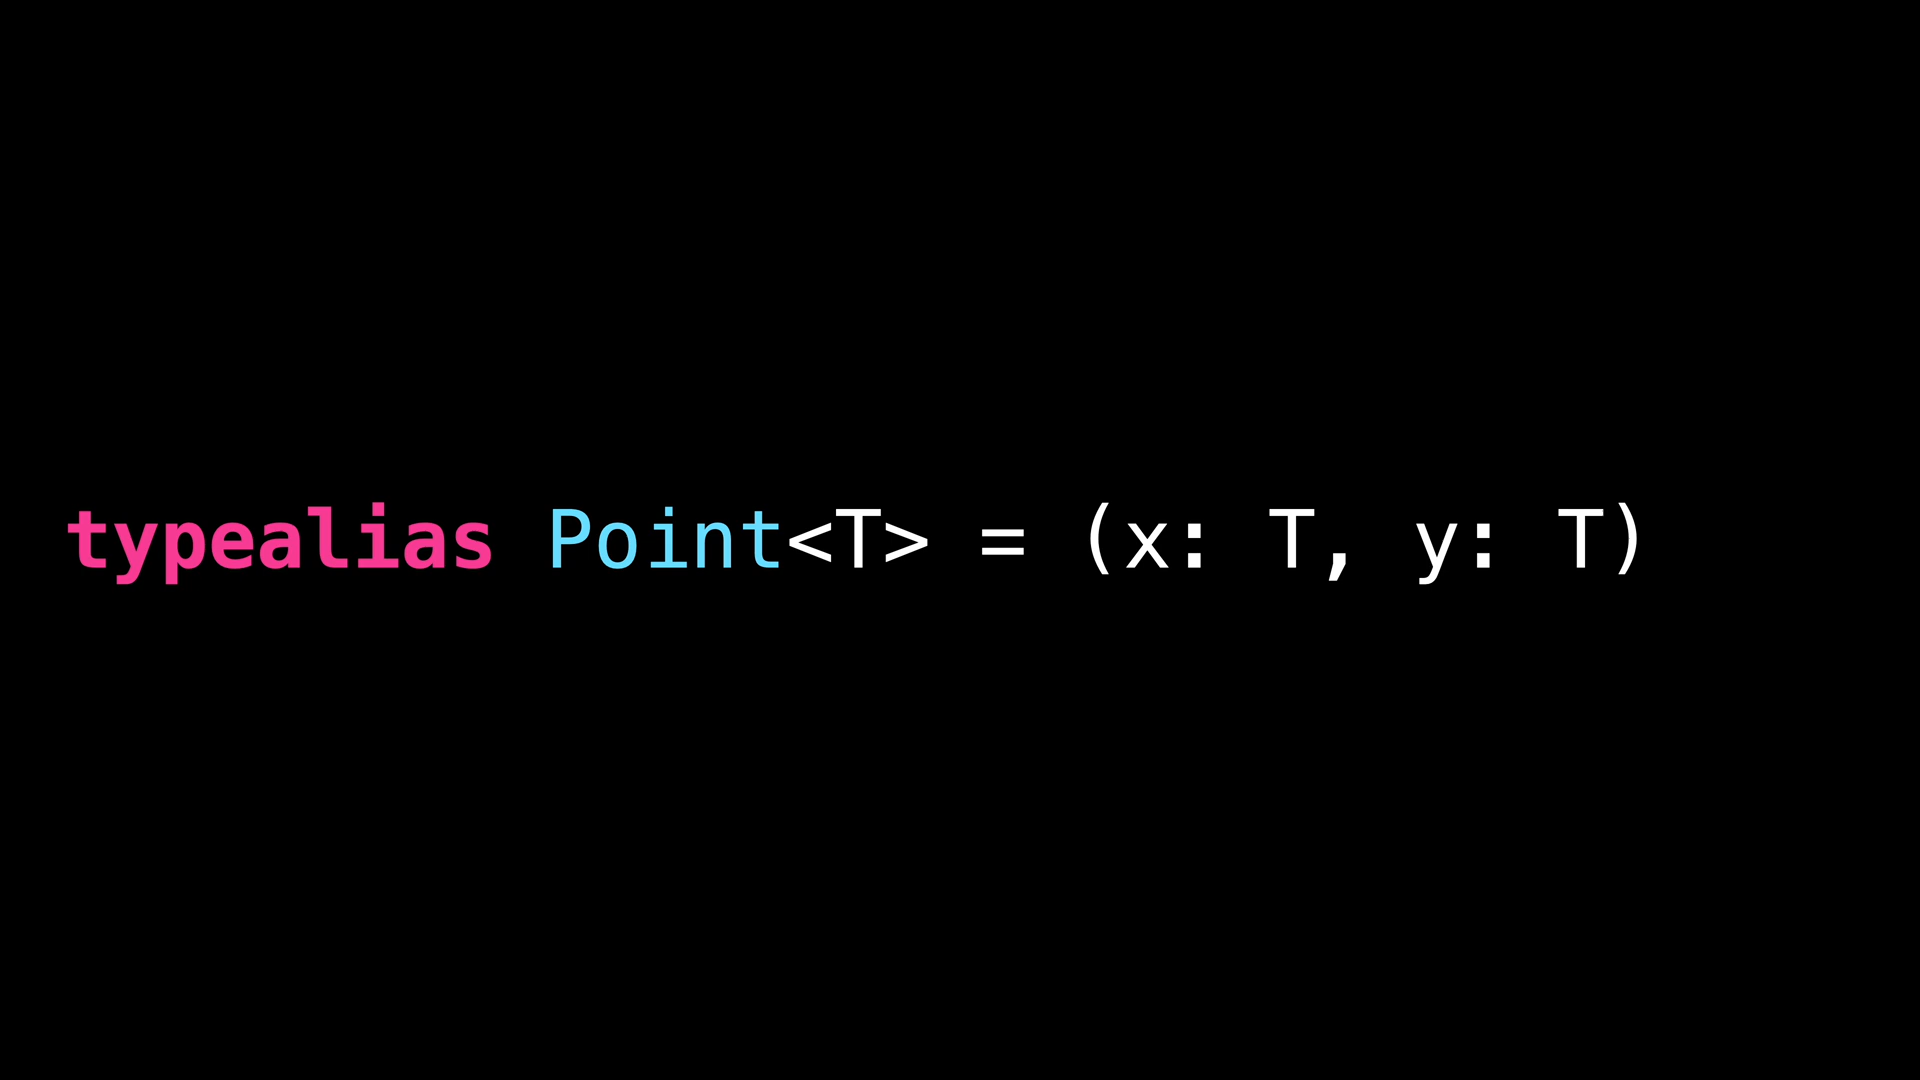 typealias Point<T> = (x: T, y: T)